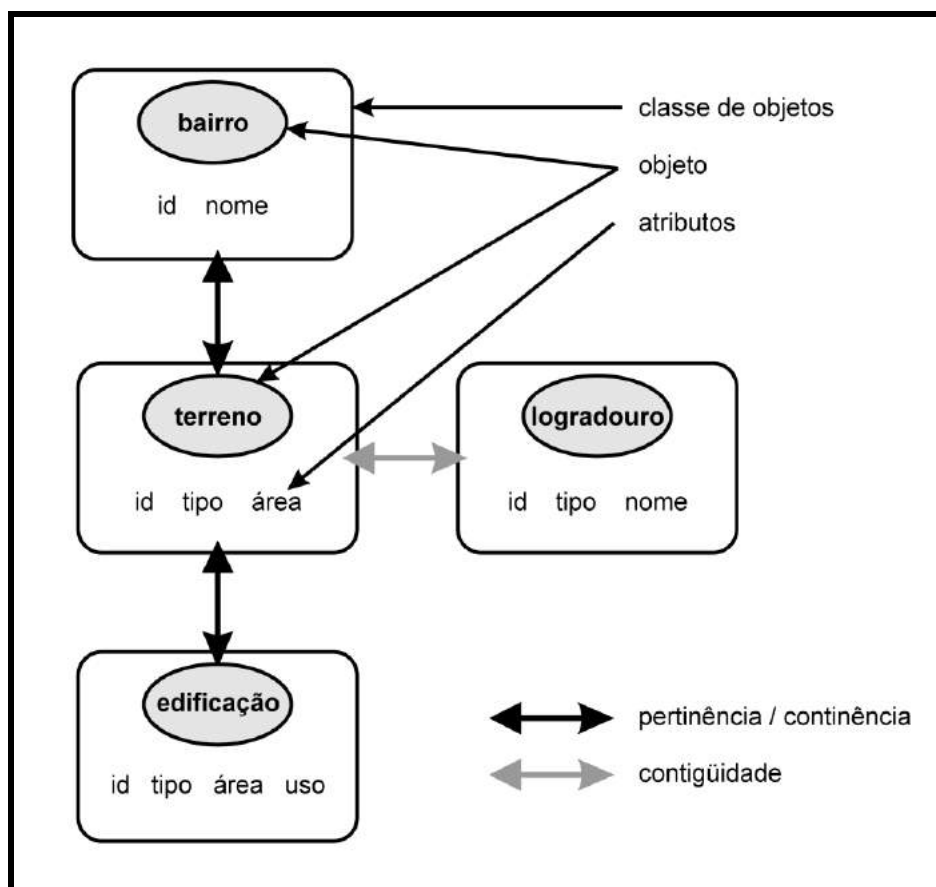 bairro
id nome
classe de objetos
objeto
atributos
terreno
id tipo área
logradouro
id tipo nome
edificação
id tipo área uso
pertinência / continência
contigüidade